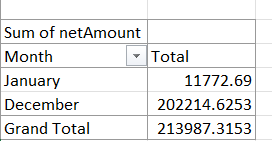 Sum of netAmount
Month Total
January 11772.69
December 202214.6253
Grand Total 213987.3153